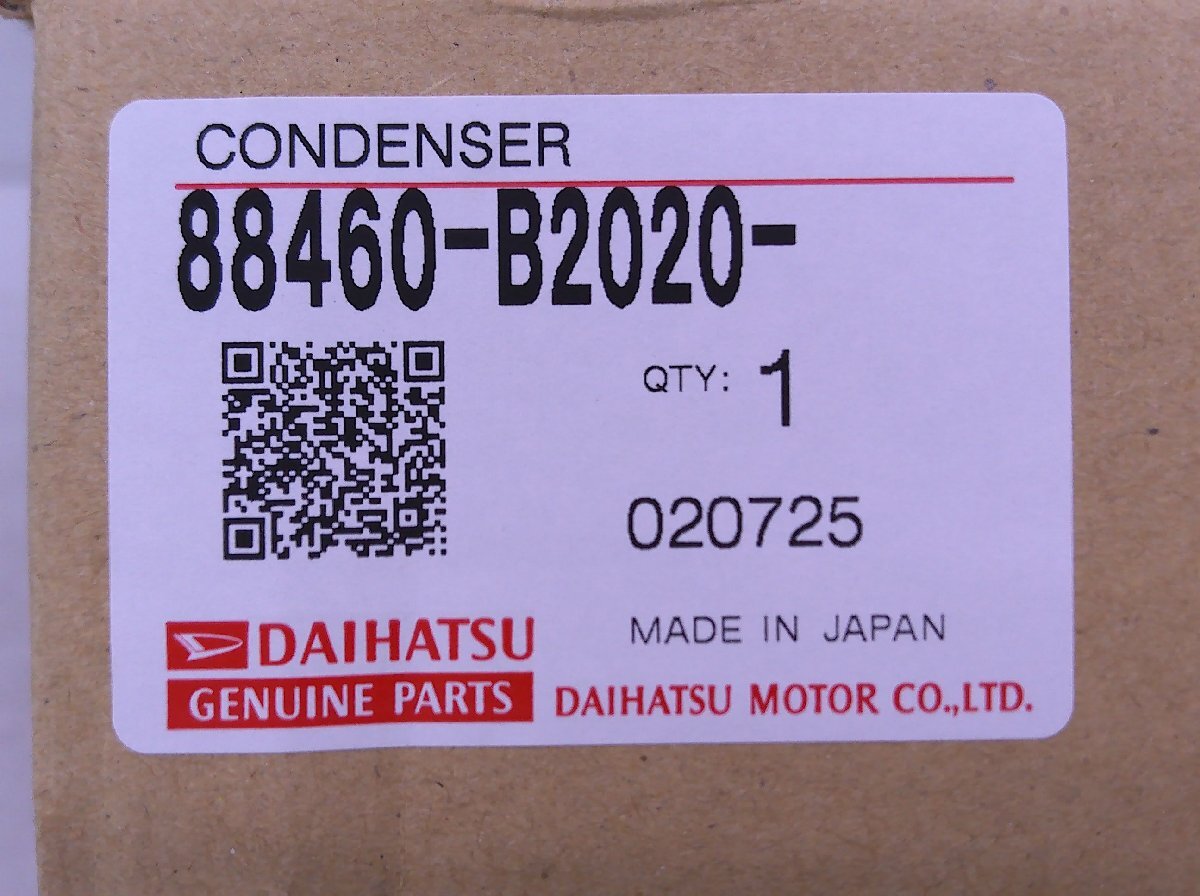 CONDENSER
88460-B2020-
QTY: 1
020725
MADE IN JAPAN
DAIHATSU
GENUINE PARTS
DAIHATSU MOTOR CO.,LTD.